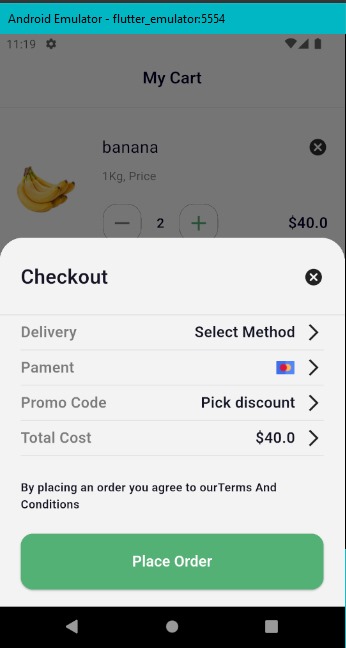 Android Emulator - flutter_emulator:5554
11:19
My Cart
banana
1Kg, Price
2
$40.0
Checkout
Delivery Select Method
Pament
Promo Code Pick discount
Total Cost $40.0
By placing an order you agree to ourTerms And
Conditions
Place Order